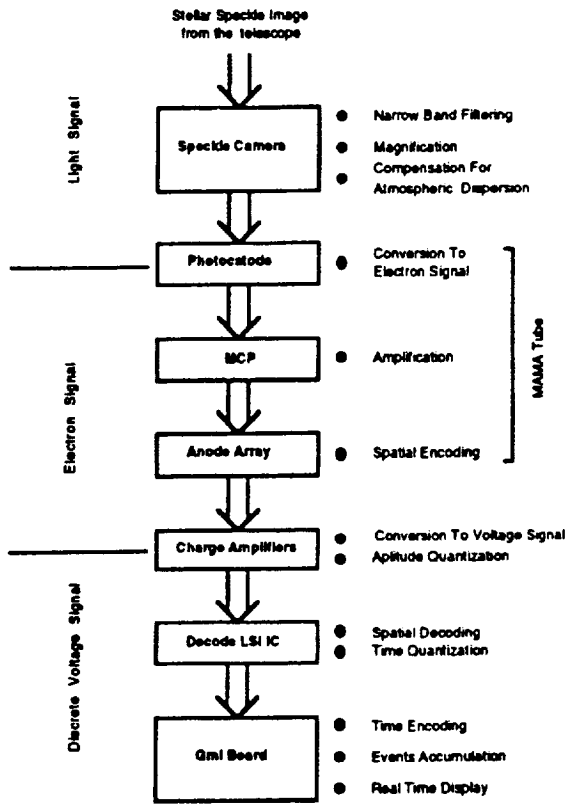 Stellar Speckle Image
from the telescope
Light Signal
Speckle Camera
Narrow Band Filtering
Magnification
Compensation For
Atmospheric Dispersion
Photocatode
Conversion To
Electron Signal
MAMA Tube
Electron Signal
MCP
Amplification
Anode Array
Spatial Encoding
Charge Amplifiers
Conversion To Voltage Signal
Aplitude Quantization
Discrete Voltage Signal
Decode LSI IC
Spatial Decoding
Time Quantization
Gml Board
Time Encoding
Events Accumulation
Real Time Display